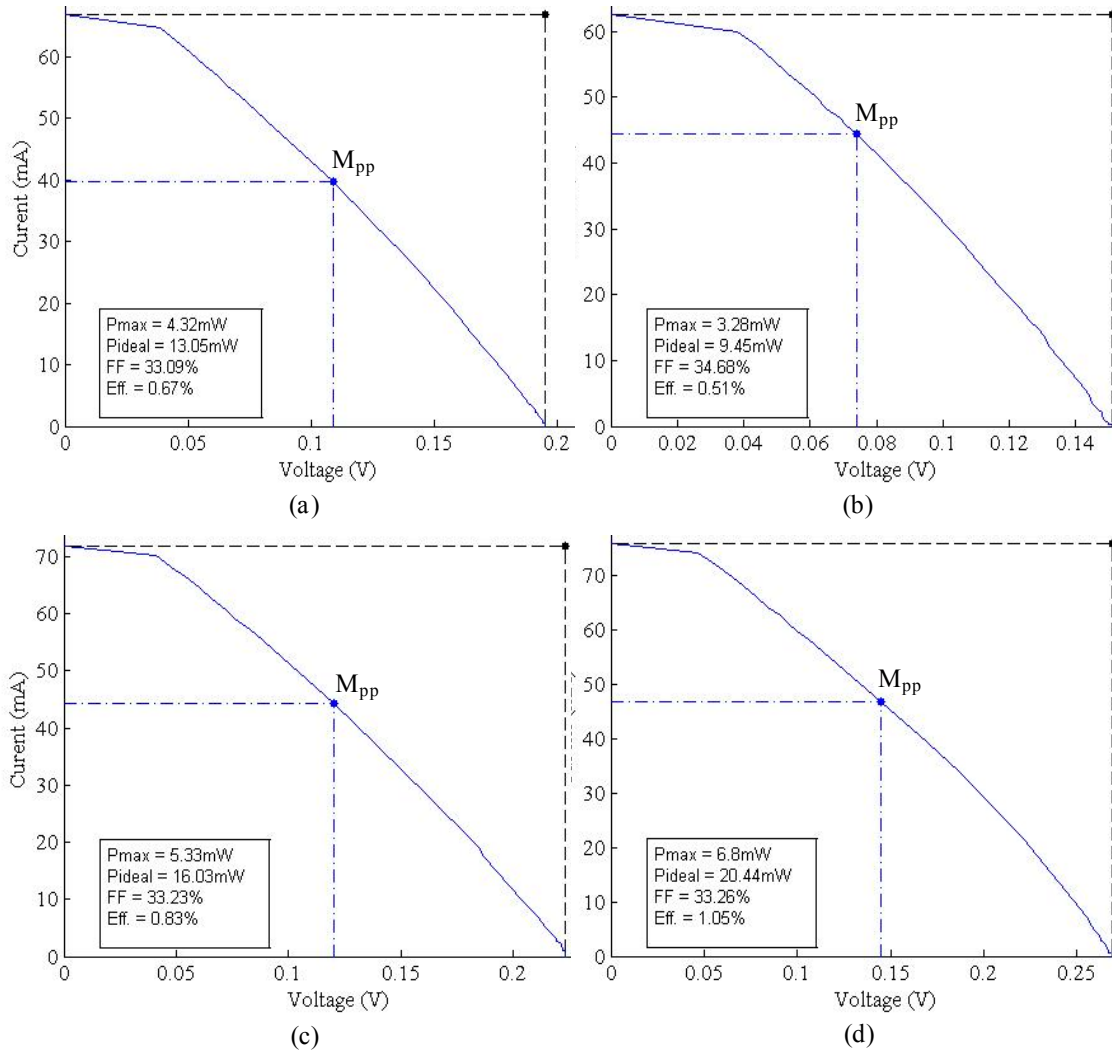 60
50
40
30
20
10
0
Curent (mA)
M_pp
Pmax = 4.32mW
Pideal = 13.05mW
FF = 33.09%
Eff. = 0.67%
0 0.05 0.1 0.15 0.2
Voltage (V)
(a)
60
50
40
30
20
10
0
M_pp
Pmax = 3.28mW
Pideal = 9.45mW
FF = 34.68%
Eff. = 0.51%
0 0.02 0.04 0.06 0.08 0.1 0.12 0.14
Voltage (V)
(b)
70
60
50
40
30
20
10
0
Curent (mA)
M_pp
Pmax = 5.33mW
Pideal = 16.03mW
FF = 33.23%
Eff. = 0.83%
0 0.05 0.1 0.15 0.2
Voltage (V)
(c)
70
60
50
40
30
20
10
0
M_pp
Pmax = 6.8mW
Pideal = 20.44mW
FF = 33.26%
Eff. = 1.05%
0 0.05 0.1 0.15 0.2 0.25
Voltage (V)
(d)